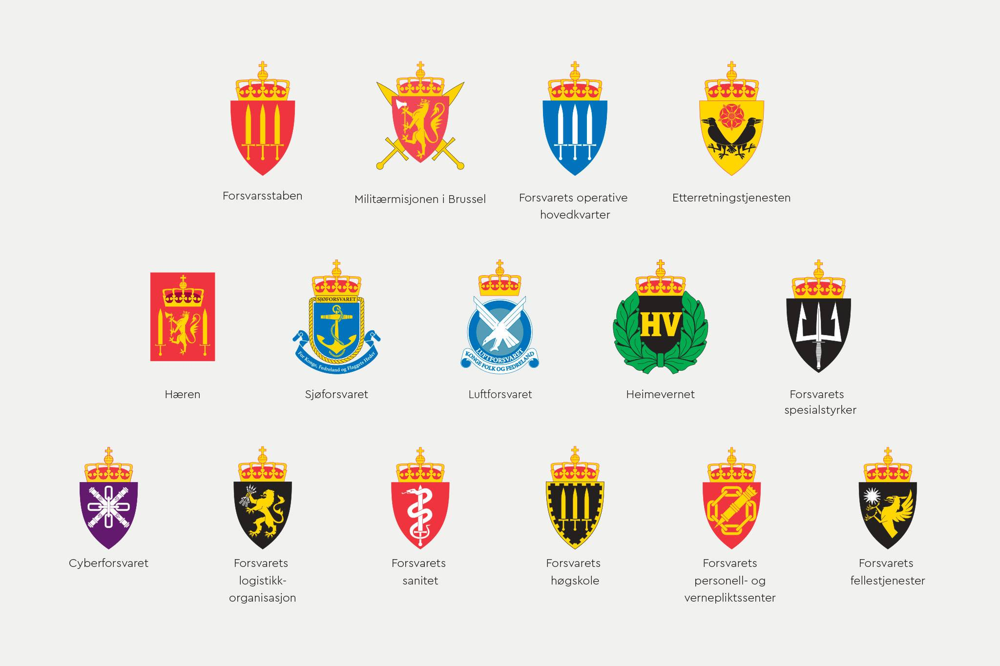 Forsvarsstaben
Militærmisjonen i Brussel
Forsvarets operative
hovedkvarter
Etterretningstjenesten
SJØFORSVARET
For Konge, Fedreland og Flaggets Heder
LUFTFORSVARET
KONGE FOLK OG FEDRELAND
HV
Hæren
Sjøforsvaret
Luftforsvaret
Heimevernet
Forsvarets
spesialstyrker
Cyberforsvaret
Forsvarets
logistikk-
organisasjon
Forsvarets
sanitet
Forsvarets
høgskole
Forsvarets
personell- og
vernepliktssenter
Forsvarets
fellestjenester